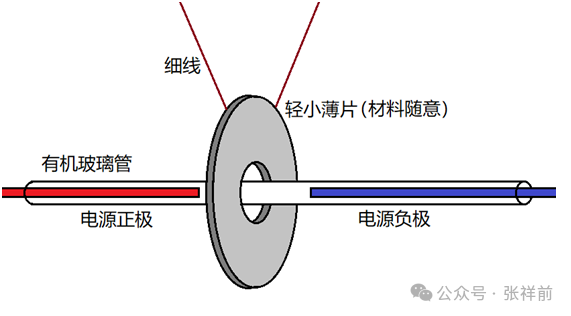 细线
轻小薄片(材料随意)
有机玻璃管
电源正极
电源负极
公众号·张祥前